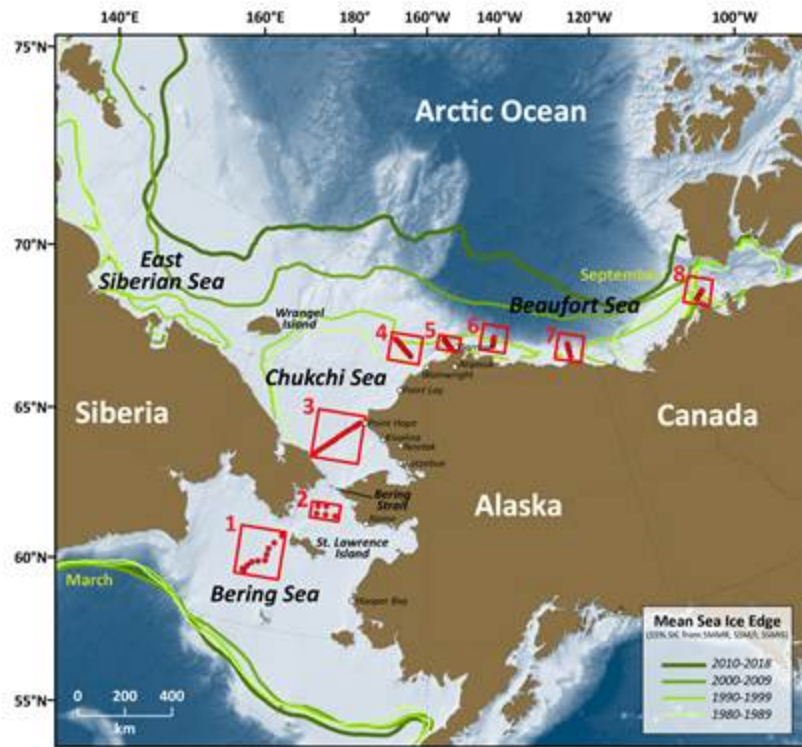 140°E 160°E 180° 160°W 140°W 120°W 100°W
75°N
Arctic Ocean
70°N
East
Siberian Sea
September
8
Beaufort Sea
Wrangel
Island
4 5 6 7
Wainwright
Chukchi Sea
Point Lay
65°N
Siberia
3
Canada
Point Hope
Kivalina
Noatak
Kotzebue
Bering
Strait
Alaska
2
Nome
1
St. Lawrence
Island
60°N
March
Bering Sea
Hooper Bay
Mean Sea Ice Edge
2010-2018
2000-2009
1990-1999
1980-1989
0 200 400
km
55°N